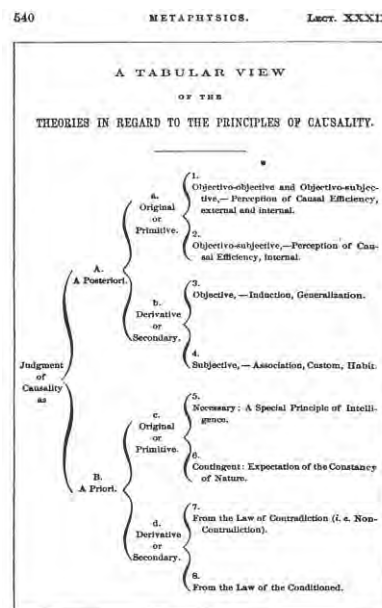 540 METAPHYSICS. LECT. XXXIX
A TABULAR VIEW
OF THE
THEORIES IN REGARD TO THE PRINCIPLES OF CAUSALITY.
Judgment
of
Causality
as
A.
A Posteriori.
a.
Original
or
Primitive.
1.
Objectivo-objective and Objectivo-subjec-
tive,— Perception of Causal Efficiency,
external and internal.
2.
Objectivo-subjective,—Perception of Cau-
sal Efficiency, internal.
b.
Derivative
or
Secondary.
3.
Objective, — Induction, Generalization.
4.
Subjective, — Association, Custom, Habit.
B.
A Priori.
c.
Original
or
Primitive.
5.
Necessary: A Special Principle of Intelli-
gence.
6.
Contingent: Expectation of the Constancy
of Nature.
d.
Derivative
or
Secondary.
7.
From the Law of Contradiction (i. e. Non-
Contradiction).
8.
From the Law of the Conditioned.